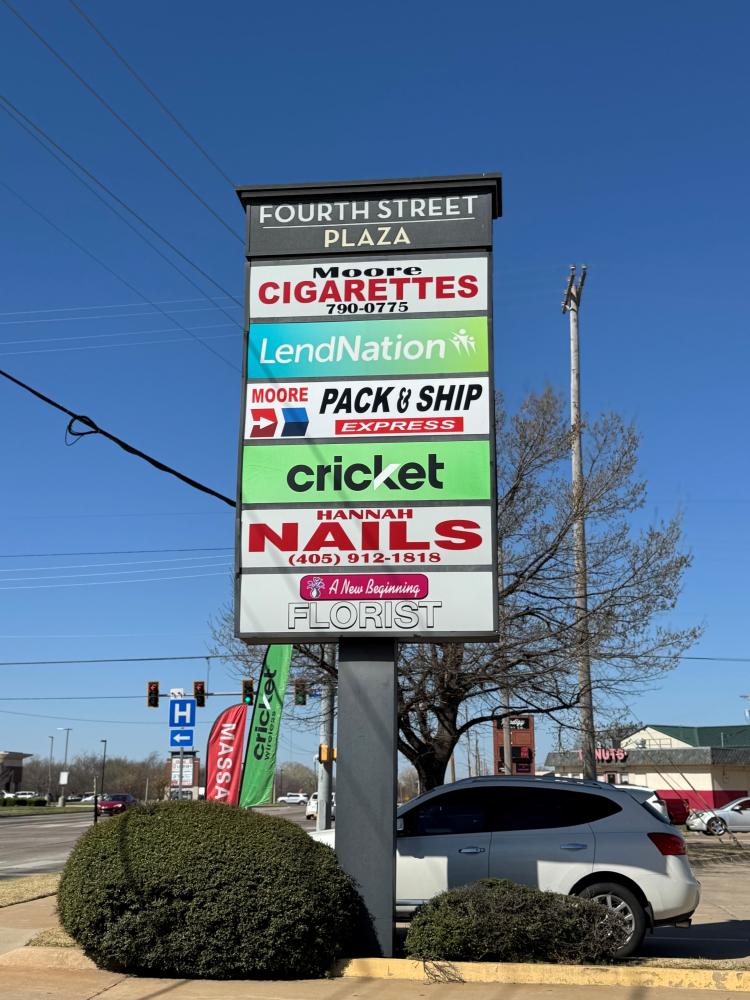 FOURTH STREET
PLAZA
Moore
CIGARETTES
790-0775
LendNation
MOORE
PACK & SHIP
EXPRESS
cricket
HANNAH
NAILS
(405) 912-1818
A New Beginning
FLORIST
H
cricket
wireless
MASSA
NUTS